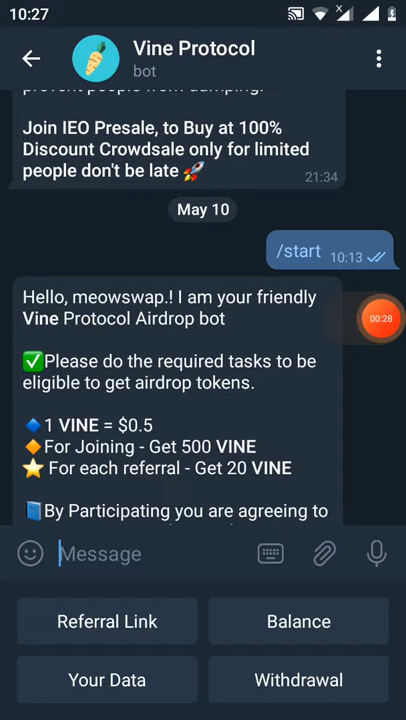 10:27
Vine Protocol
bot
prevent people from dumping.
Join IEO Presale, to Buy at 100%
Discount Crowdsale only for limited
people don't be late 🚀
21:34
May 10
/start 10:13
Hello, meowswap.! I am your friendly
Vine Protocol Airdrop bot
00:28
✅Please do the required tasks to be
eligible to get airdrop tokens.
🔷1 VINE = $0.5
🔶For Joining - Get 500 VINE
⭐ For each referral - Get 20 VINE
📘By Participating you are agreeing to
Message
Referral Link
Balance
Your Data
Withdrawal